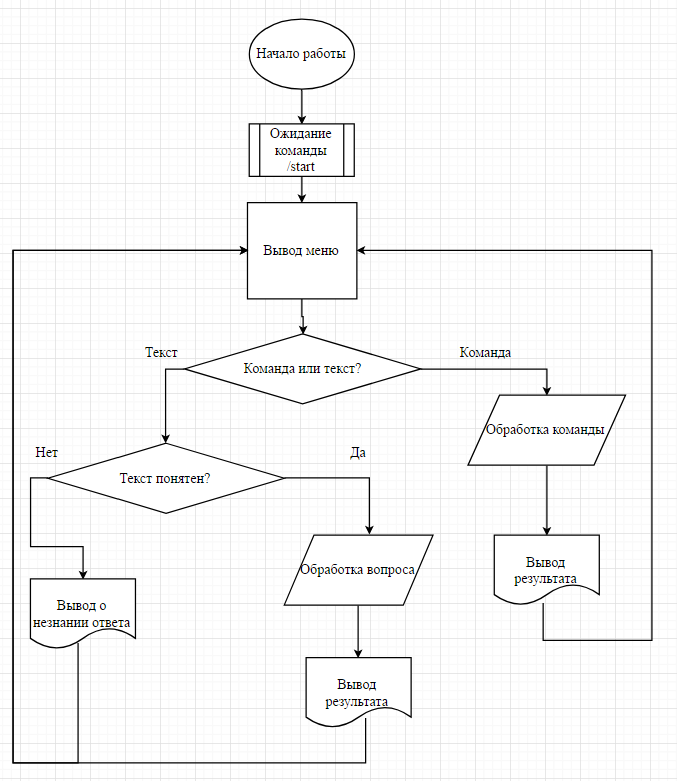 Начало работы
Ожидание
команды
/start
Вывод меню
Текст
Команда
Команда или текст?
Обработка команды
Нет
Да
Текст понятен?
Вывод
результата
Обработка вопроса
Вывод о
незнании ответа
Вывод
результата